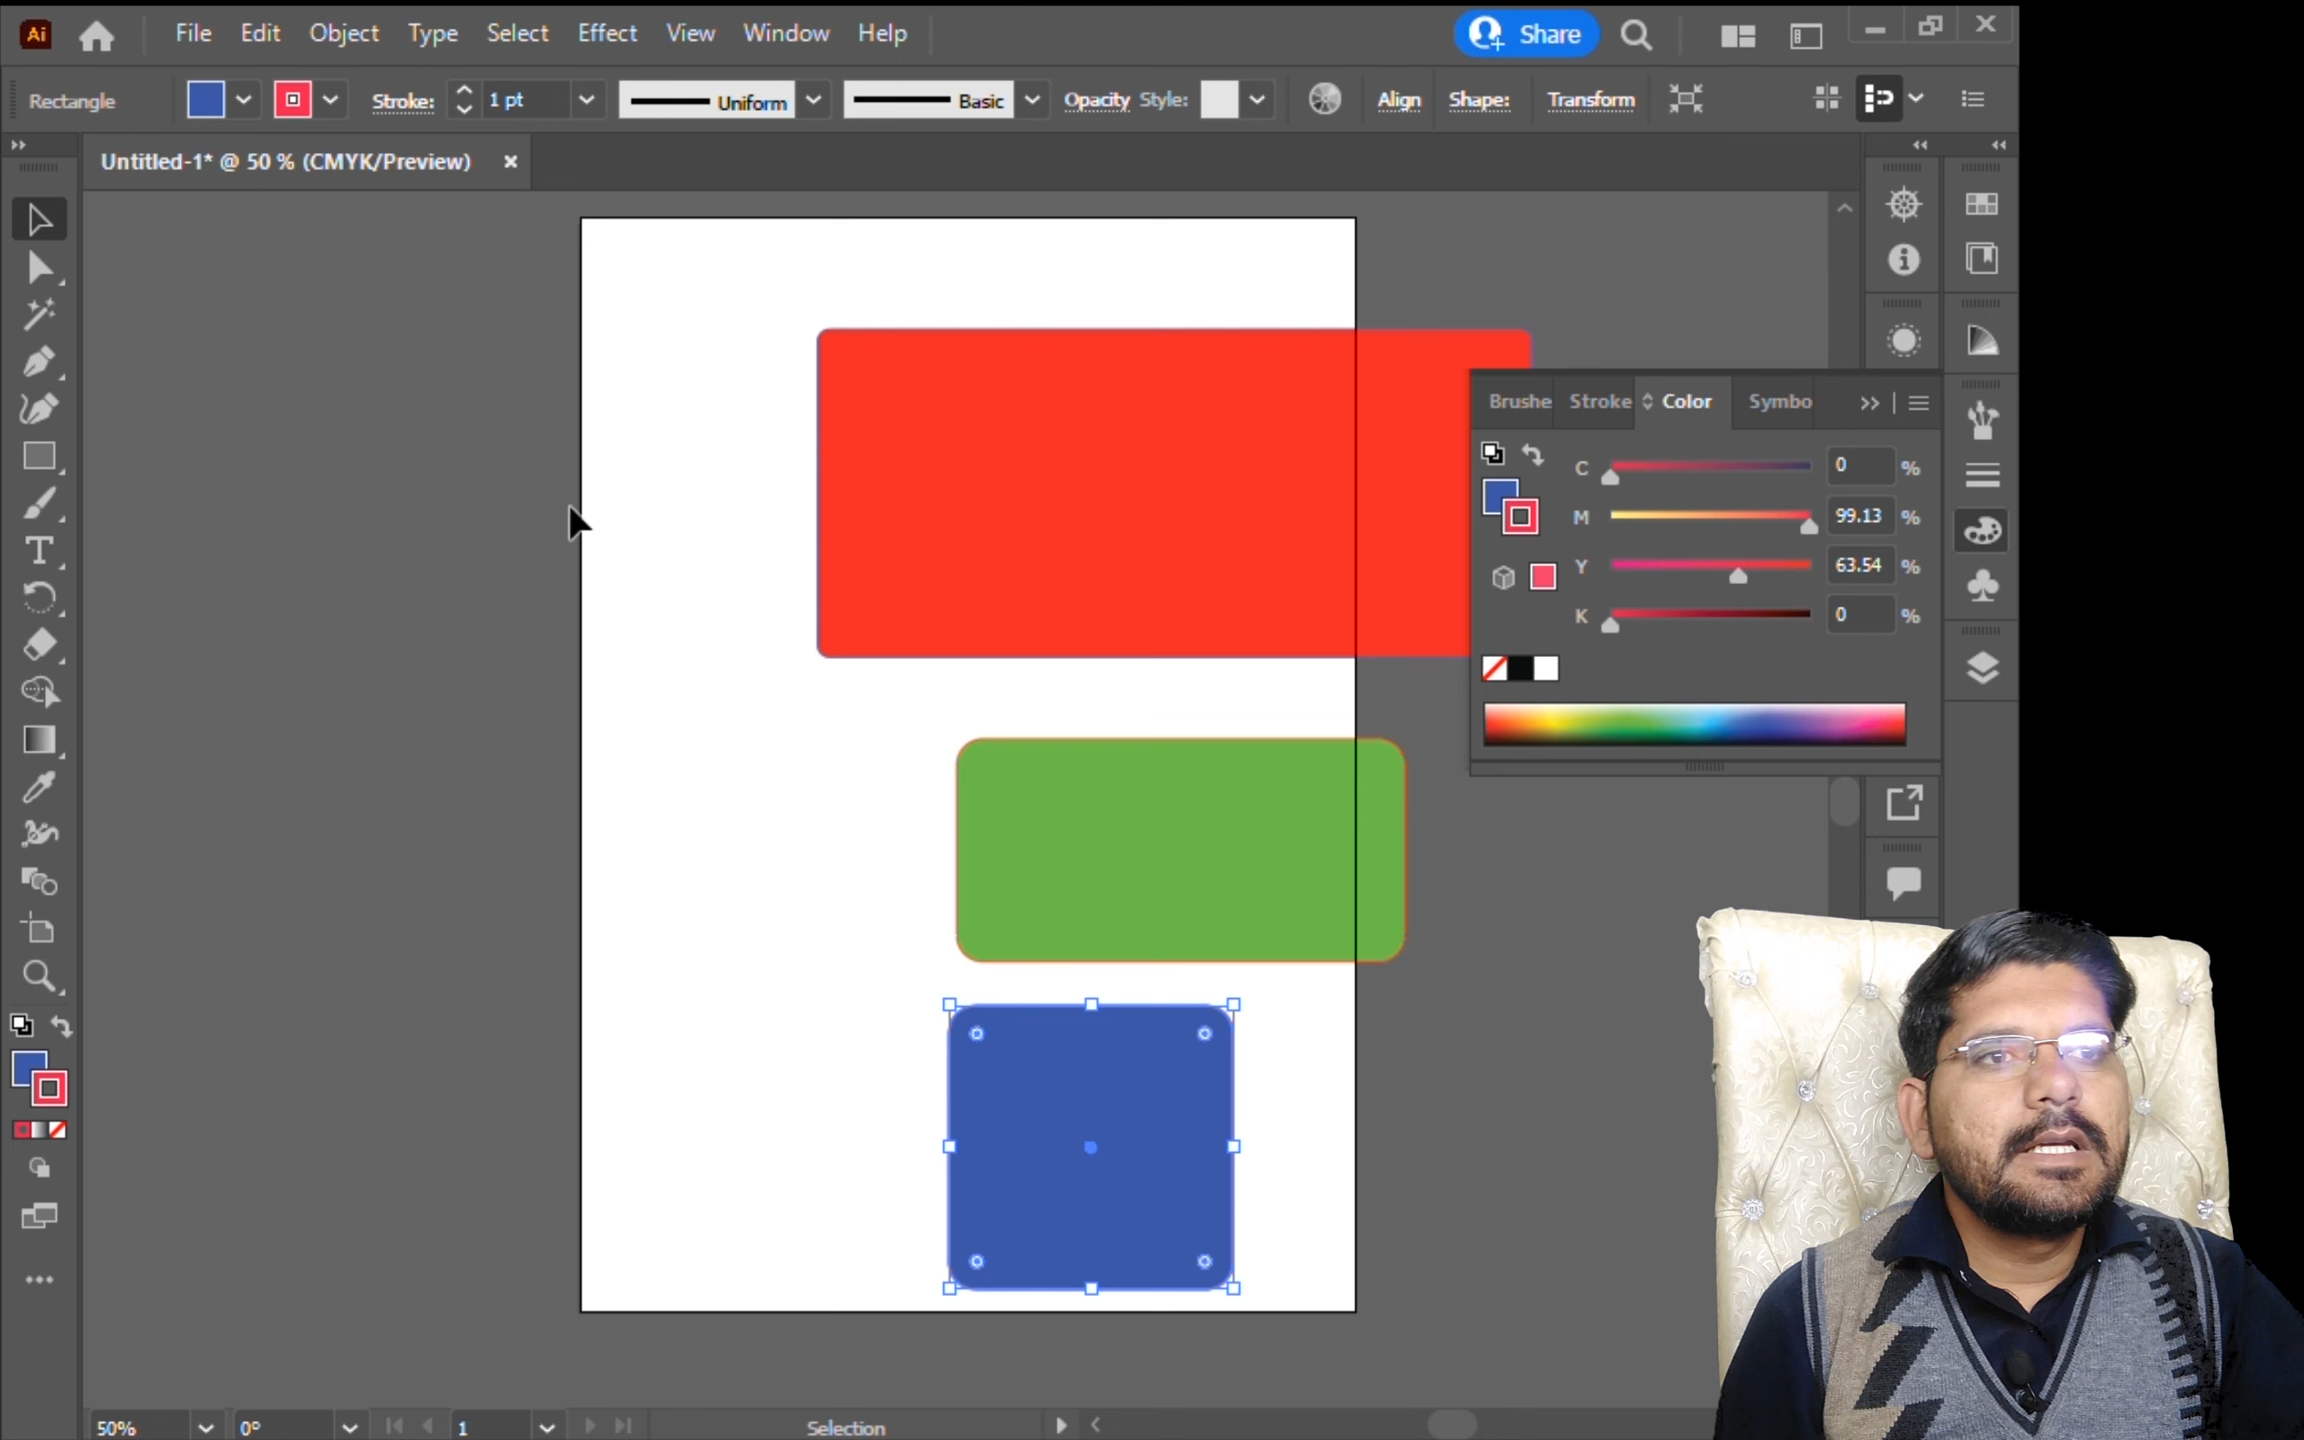 Ai File Edit Object Type Select Effect View Window Help Share
Rectangle Stroke: 1 pt Uniform Basic Opacity Style: Align Shape: Transform
Untitled-1* @ 50 % (CMYK/Preview) ×
Brushe Stroke Color Symbo
C 0 %
M 99.13 %
Y 63.54 %
K 0 %
50% 0° 1 Selection